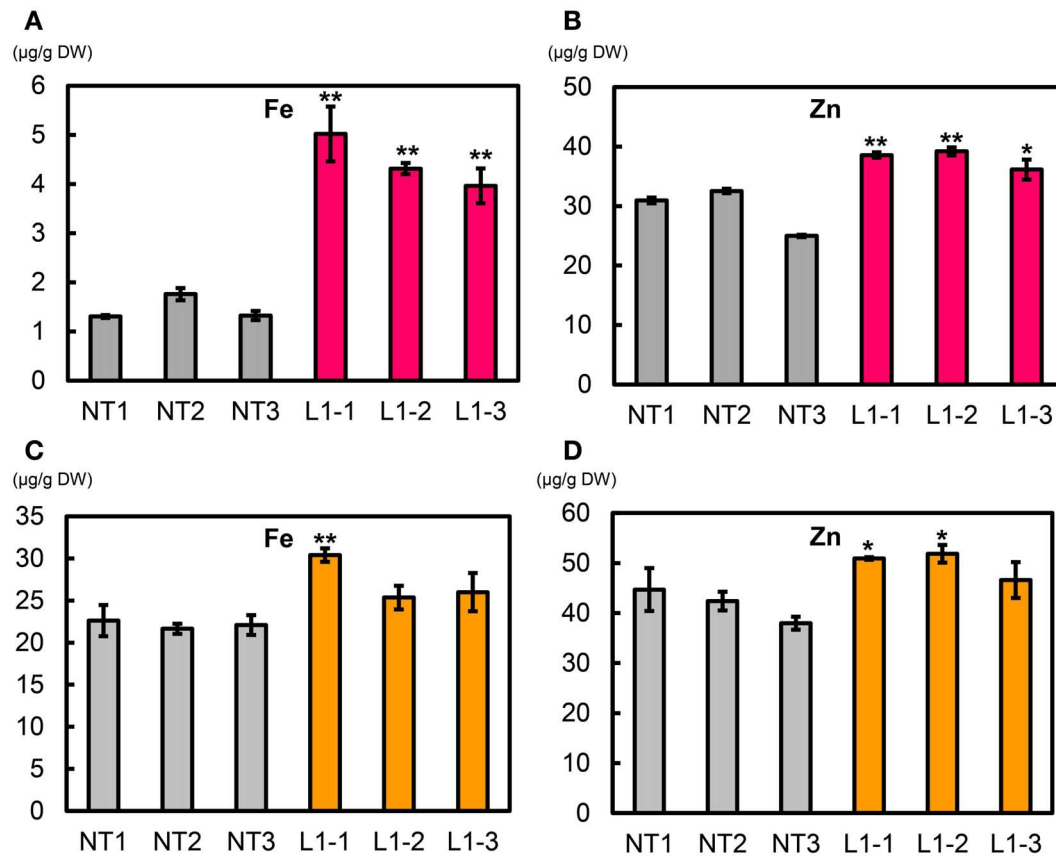 A
(µg/g DW)
Fe
6
5
4
3
2
1
0
** ** **
NT1 NT2 NT3 L1-1 L1-2 L1-3
B
(µg/g DW)
Zn
50
40
30
20
10
0
** ** *
NT1 NT2 NT3 L1-1 L1-2 L1-3
C
(µg/g DW)
Fe
35
30
25
20
15
10
5
0
**
NT1 NT2 NT3 L1-1 L1-2 L1-3
D
(µg/g DW)
Zn
60
50
40
30
20
10
0
* *
NT1 NT2 NT3 L1-1 L1-2 L1-3